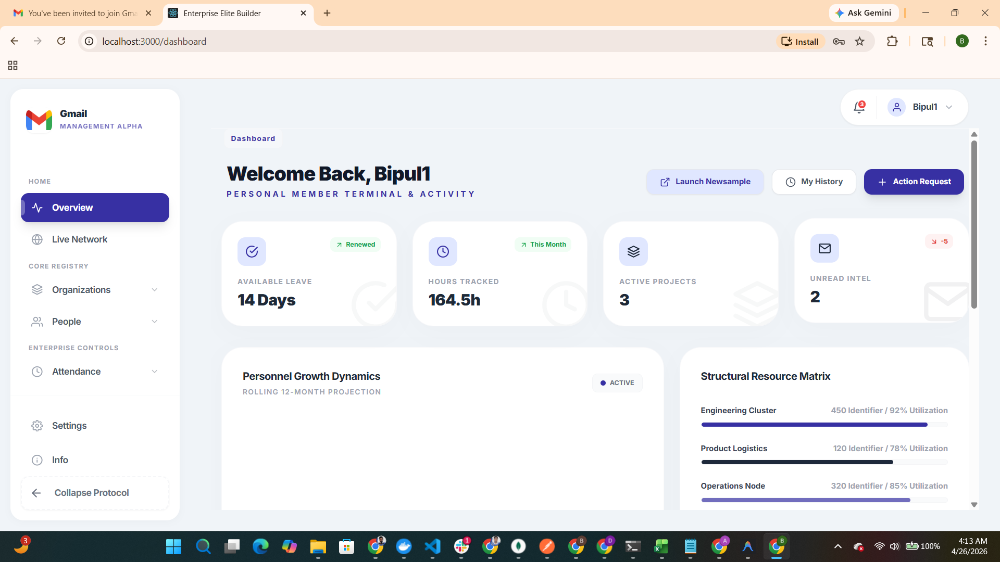 You've been invited to join Gma
Enterprise Elite Builder
Ask Gemini
localhost:3000/dashboard
Install
B
Gmail
MANAGEMENT ALPHA
3
Bipul1
HOME
Overview
Live Network
CORE REGISTRY
Organizations
People
ENTERPRISE CONTROLS
Attendance
Settings
Info
Collapse Protocol
Dashboard
Welcome Back, Bipul1
PERSONAL MEMBER TERMINAL & ACTIVITY
Launch Newsample
My History
Action Request
Renewed
AVAILABLE LEAVE
14 Days
This Month
HOURS TRACKED
164.5h
ACTIVE PROJECTS
3
-5
UNREAD INTEL
2
Personnel Growth Dynamics
ROLLING 12-MONTH PROJECTION
ACTIVE
Structural Resource Matrix
Engineering Cluster 450 Identifier / 92% Utilization
Product Logistics 120 Identifier / 78% Utilization
Operations Node 320 Identifier / 85% Utilization
3
1
B
D
A
B
100%
4:13 AM
4/26/2026